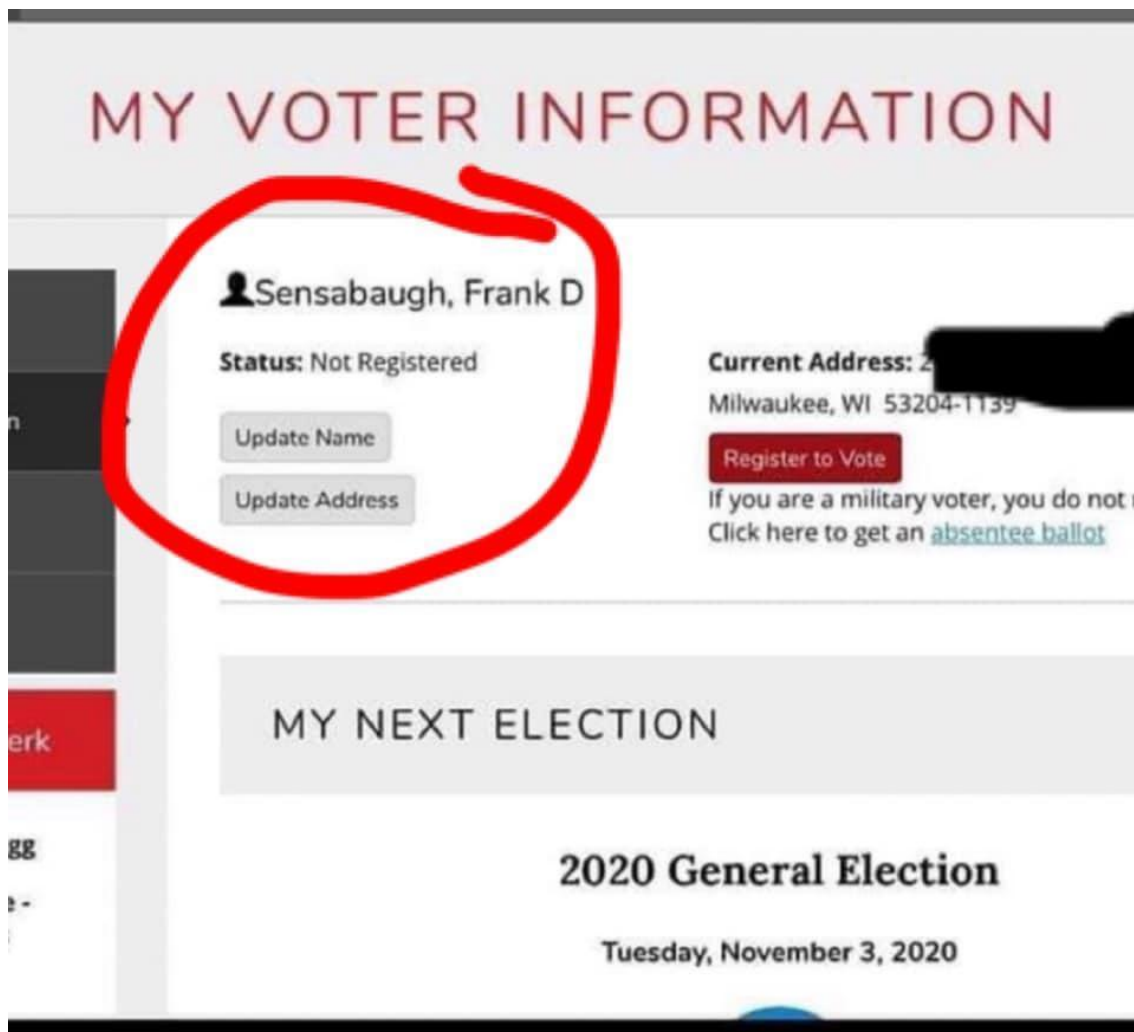 MY VOTER INFORMATION
Sensabaugh, Frank D
Status: Not Registered
Update Name
Update Address
Current Address:
Milwaukee, WI 53204-1139
Register to Vote
If you are a military voter, you do not
Click here to get an absentee ballot
erk
gg
e -
MY NEXT ELECTION
2020 General Election
Tuesday, November 3, 2020